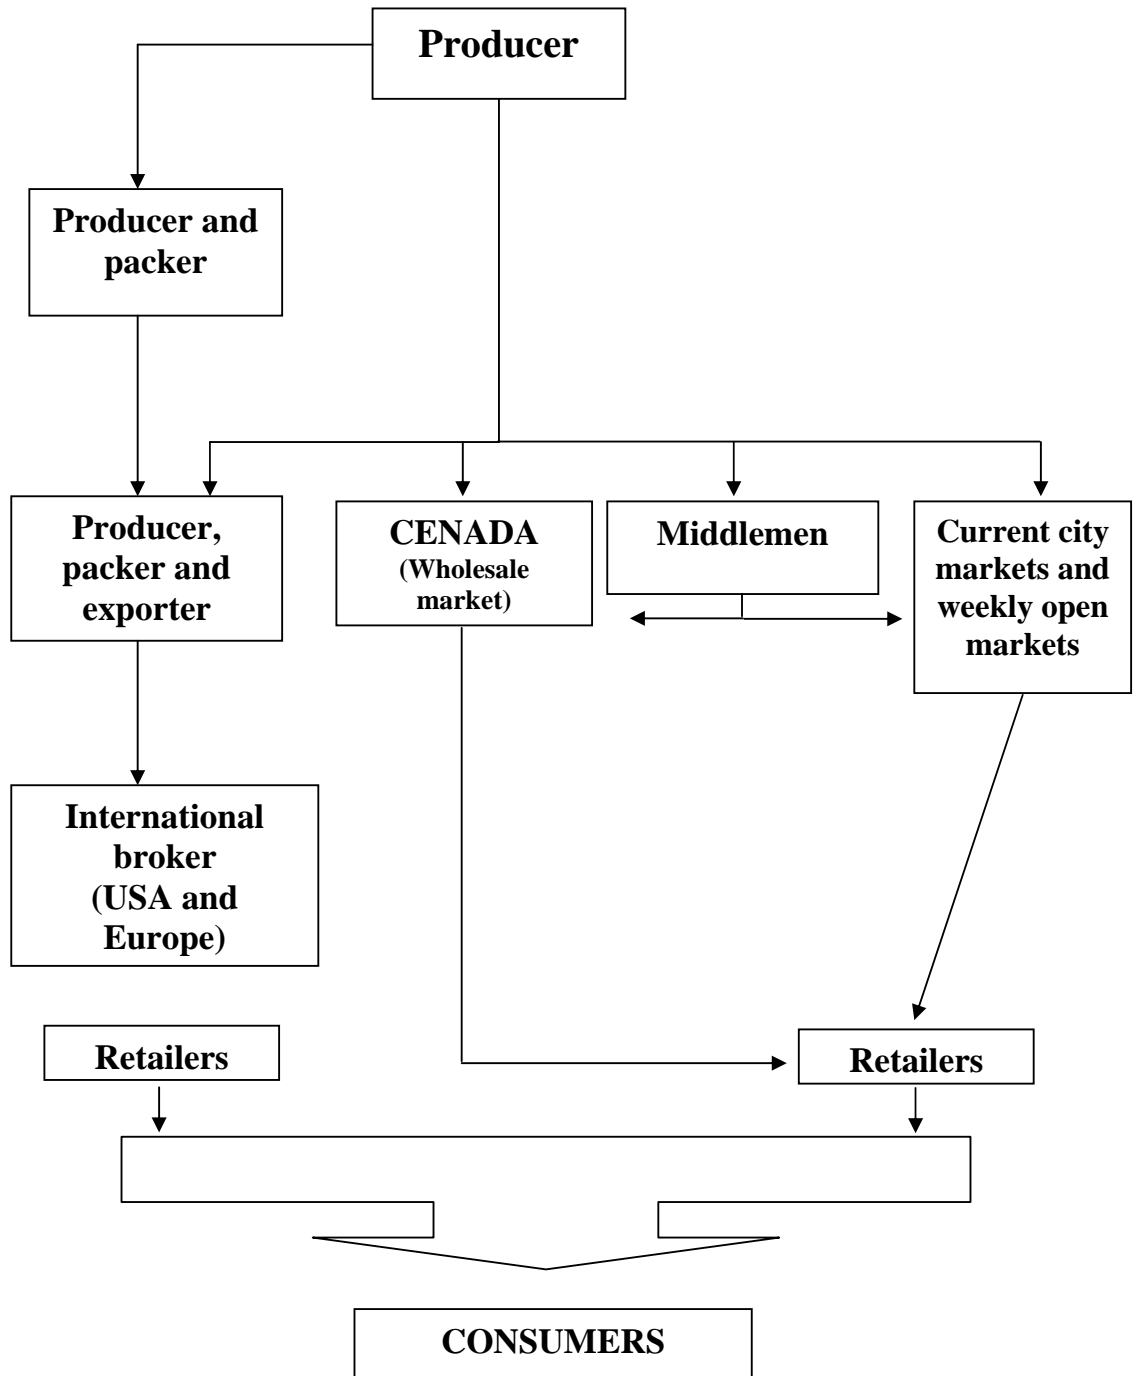 Producer
Producer and
packer
Producer,
packer and
exporter
CENADA
(Wholesale
market)
Middlemen
Current city
markets and
weekly open
markets
International
broker
(USA and
Europe)
Retailers
Retailers
CONSUMERS